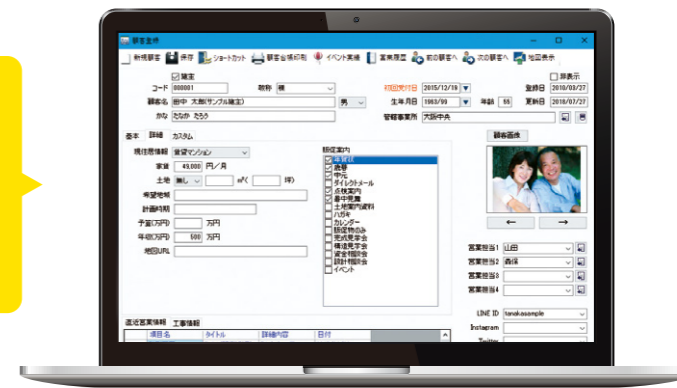 顧客登録
新規顧客 保存 ショートカット 顧客台帳印刷 イベント実績 営業履歴 前の顧客へ 次の顧客へ 地図表示
施主 非表示
コード 000001 敬称 様 初回受付日 2015/12/19 登録日 2010/03/27
顧客名 田中 太郎(サンプル施主) 男 生年月日 1963/99 年齢 55 更新日 2018/07/27
かな たなか たろう 管轄事業所 大阪中央
基本 詳細 カスタム 顧客画像
現住居情報 賃貸マンション
家賃 49,000 円/月
土地 無し ㎡( 坪)
希望地域
計画時期
予算(万円) 万円
年収(万円) 500 万円
地図URL
販促案内
年賀状
歳暮
中元
ダイレクトメール
点検案内
暑中見舞
土地案内資料
ハガキ
カレンダー
販促物のみ
完成見学会
構造見学会
資金相談会
設計相談会
イベント
← →
営業担当1 山田
営業担当2
営業担当3
営業担当4
LINE ID tanakasample
Instagram
Twitter
直近営業情報 工事情報
項目名 タイトル 詳細内容 日付